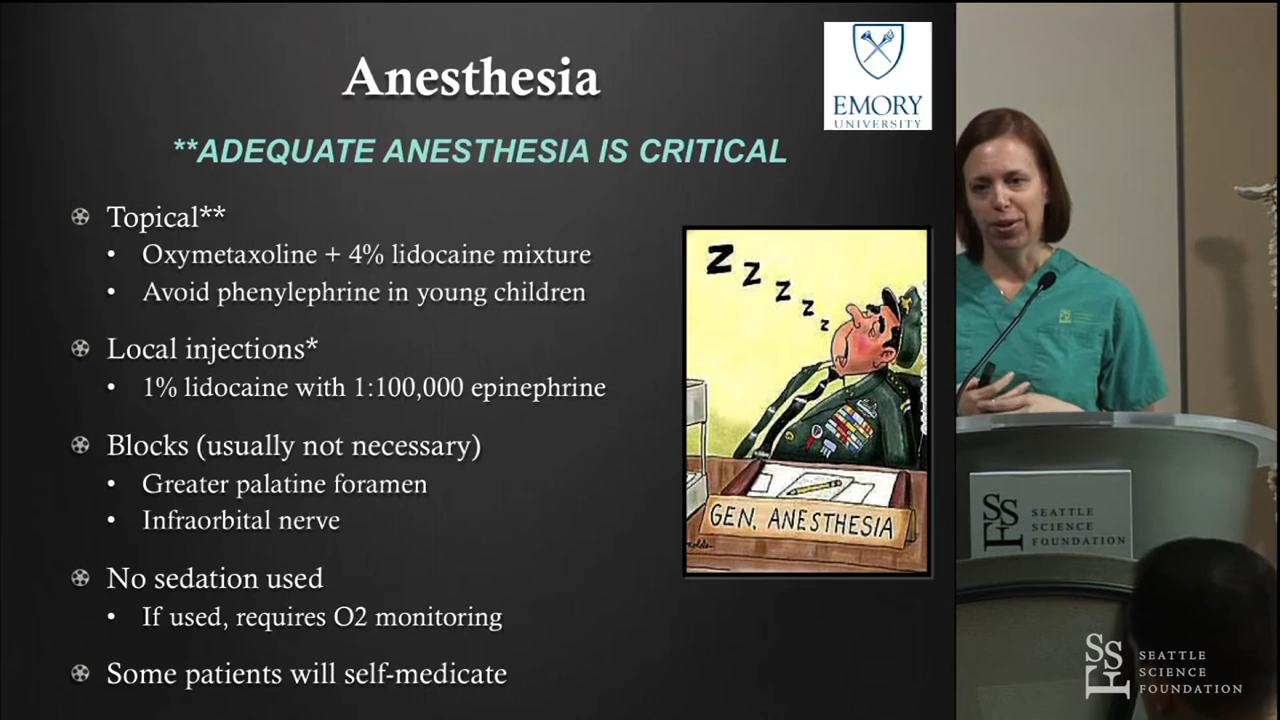 Anesthesia
EMORY
UNIVERSITY
**ADEQUATE ANESTHESIA IS CRITICAL
Topical**
• Oxymetaxoline + 4% lidocaine mixture
• Avoid phenylephrine in young children
Local injections*
• 1% lidocaine with 1:100,000 epinephrine
Blocks (usually not necessary)
• Greater palatine foramen
• Infraorbital nerve
No sedation used
• If used, requires O2 monitoring
Some patients will self-medicate
Z Z Z Z Z
GEN. ANESTHESIA
SSF
SEATTLE
SCIENCE
FOUNDATION
SSF
SEATTLE
SCIENCE
FOUNDATION